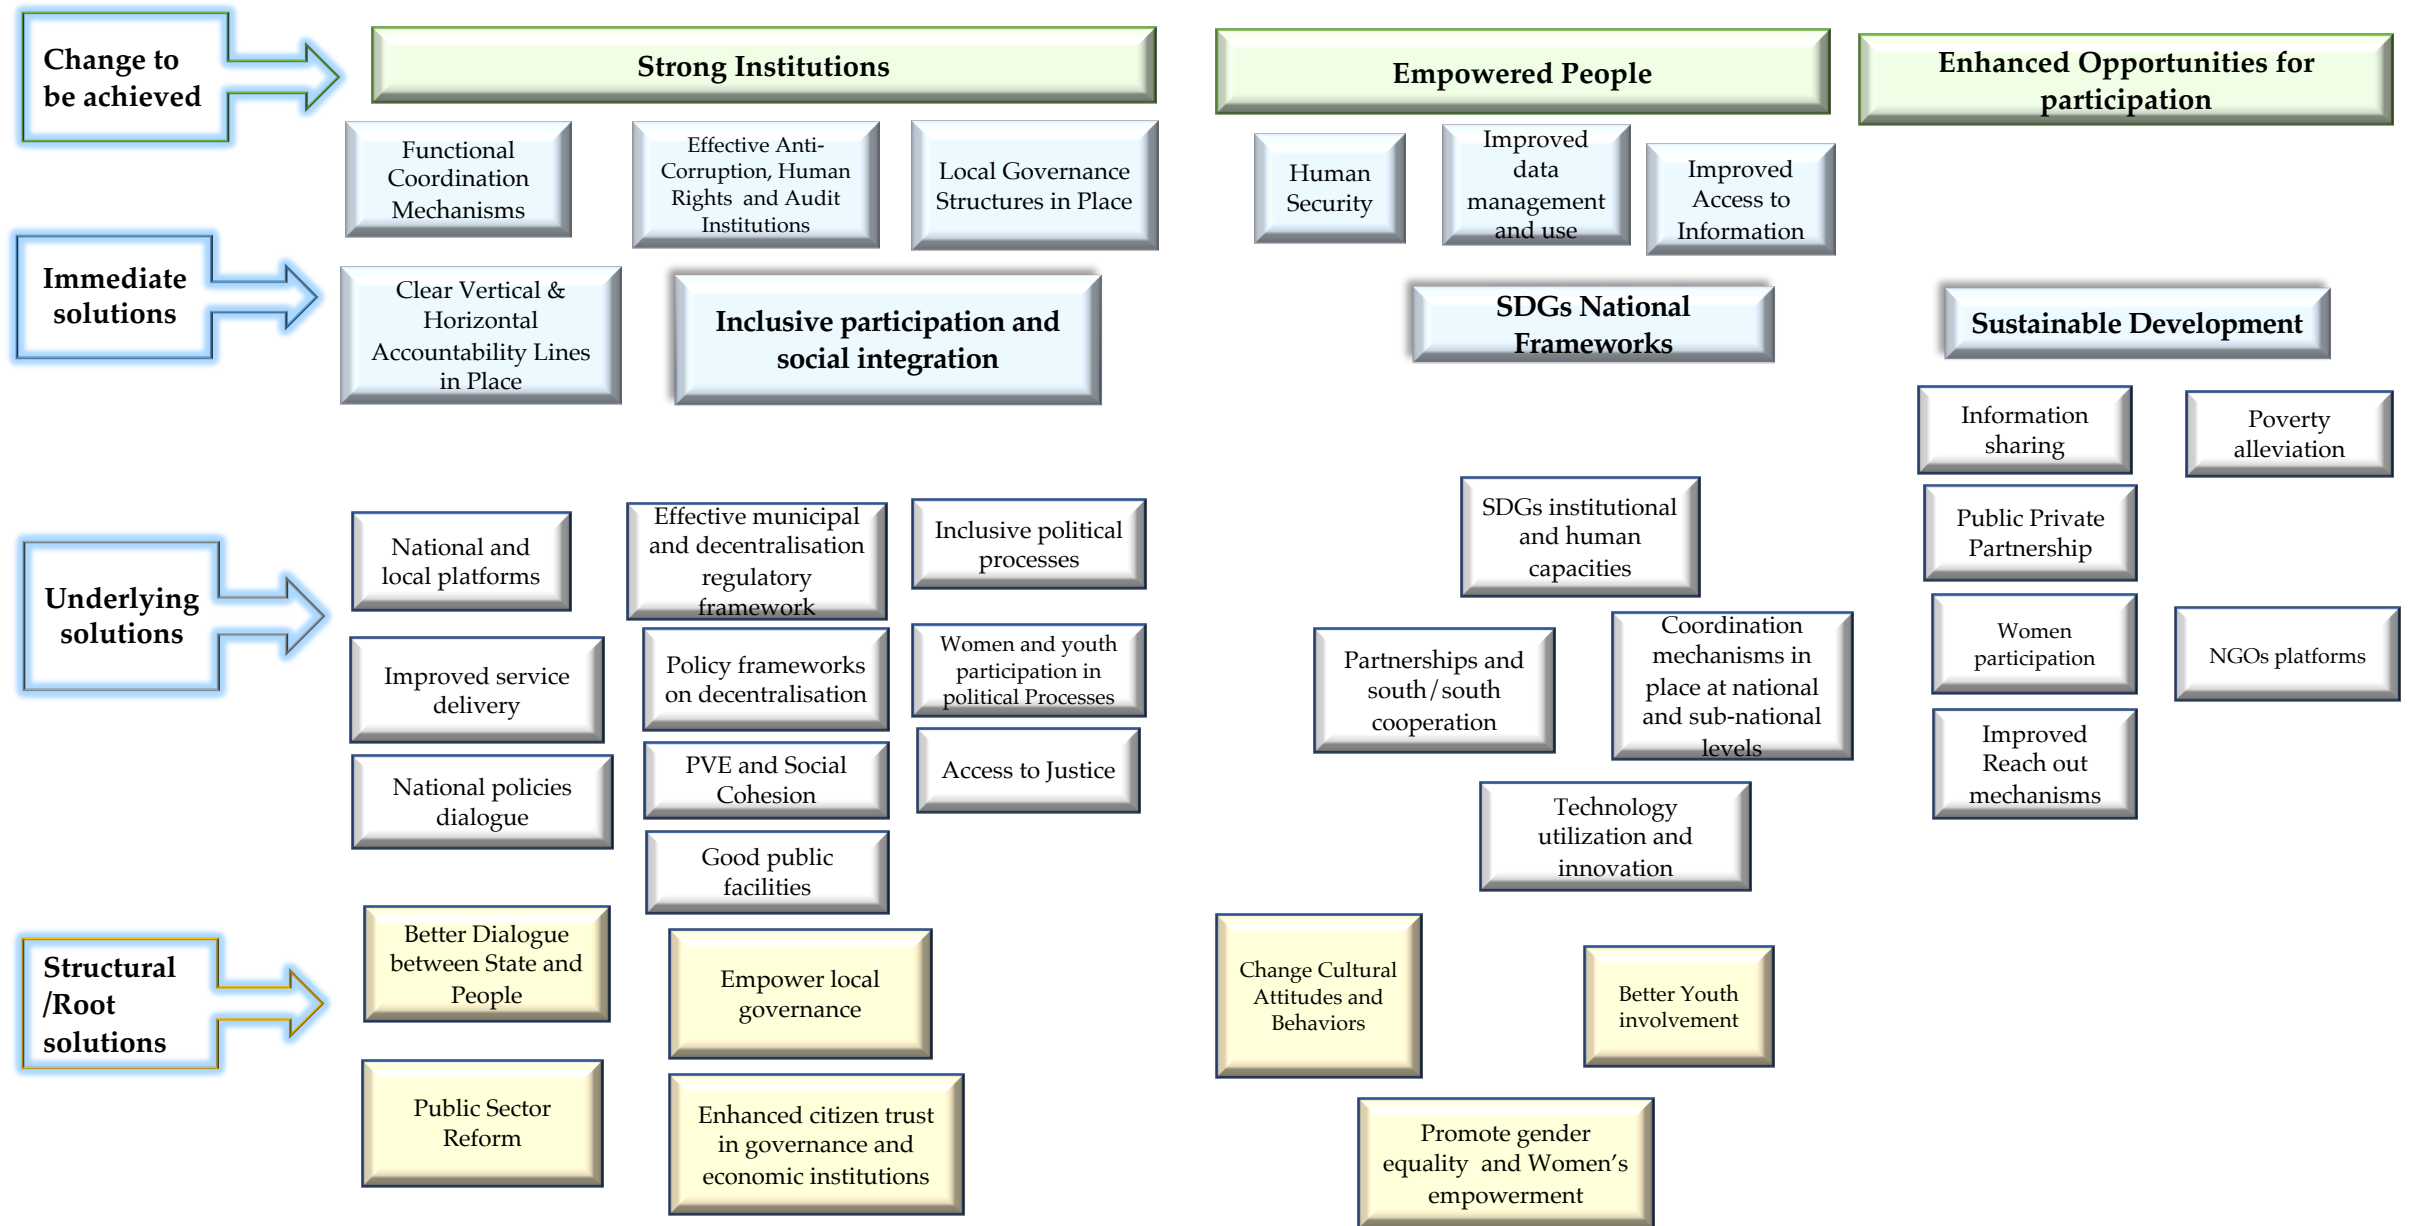 Change to
be achieved
Strong Institutions
Empowered People
Enhanced Opportunities for
participation
Functional
Coordination
Mechanisms
Effective Anti-
Corruption, Human
Rights and Audit
Institutions
Local Governance
Structures in Place
Human
Security
Improved
data
management
and use
Improved
Access to
Information
Immediate
solutions
Clear Vertical &
Horizontal
Accountability Lines
in Place
Inclusive participation and
social integration
SDGs National
Frameworks
Sustainable Development
Information
sharing
Poverty
alleviation
Underlying
solutions
National and
local platforms
Effective municipal
and decentralisation
regulatory
framework
Inclusive political
processes
SDGs institutional
and human
capacities
Public Private
Partnership
Improved service
delivery
Policy frameworks
on decentralisation
Women and youth
participation in
political Processes
Partnerships and
south/south
cooperation
Coordination
mechanisms in
place at national
and sub-national
levels
Women
participation
NGOs platforms
National policies
dialogue
PVE and Social
Cohesion
Access to Justice
Technology
utilization and
innovation
Improved
Reach out
mechanisms
Good public
facilities
Structural
/Root
solutions
Better Dialogue
between State and
People
Empower local
governance
Change Cultural
Attitudes and
Behaviors
Better Youth
involvement
Public Sector
Reform
Enhanced citizen trust
in governance and
economic institutions
Promote gender
equality and Women's
empowerment